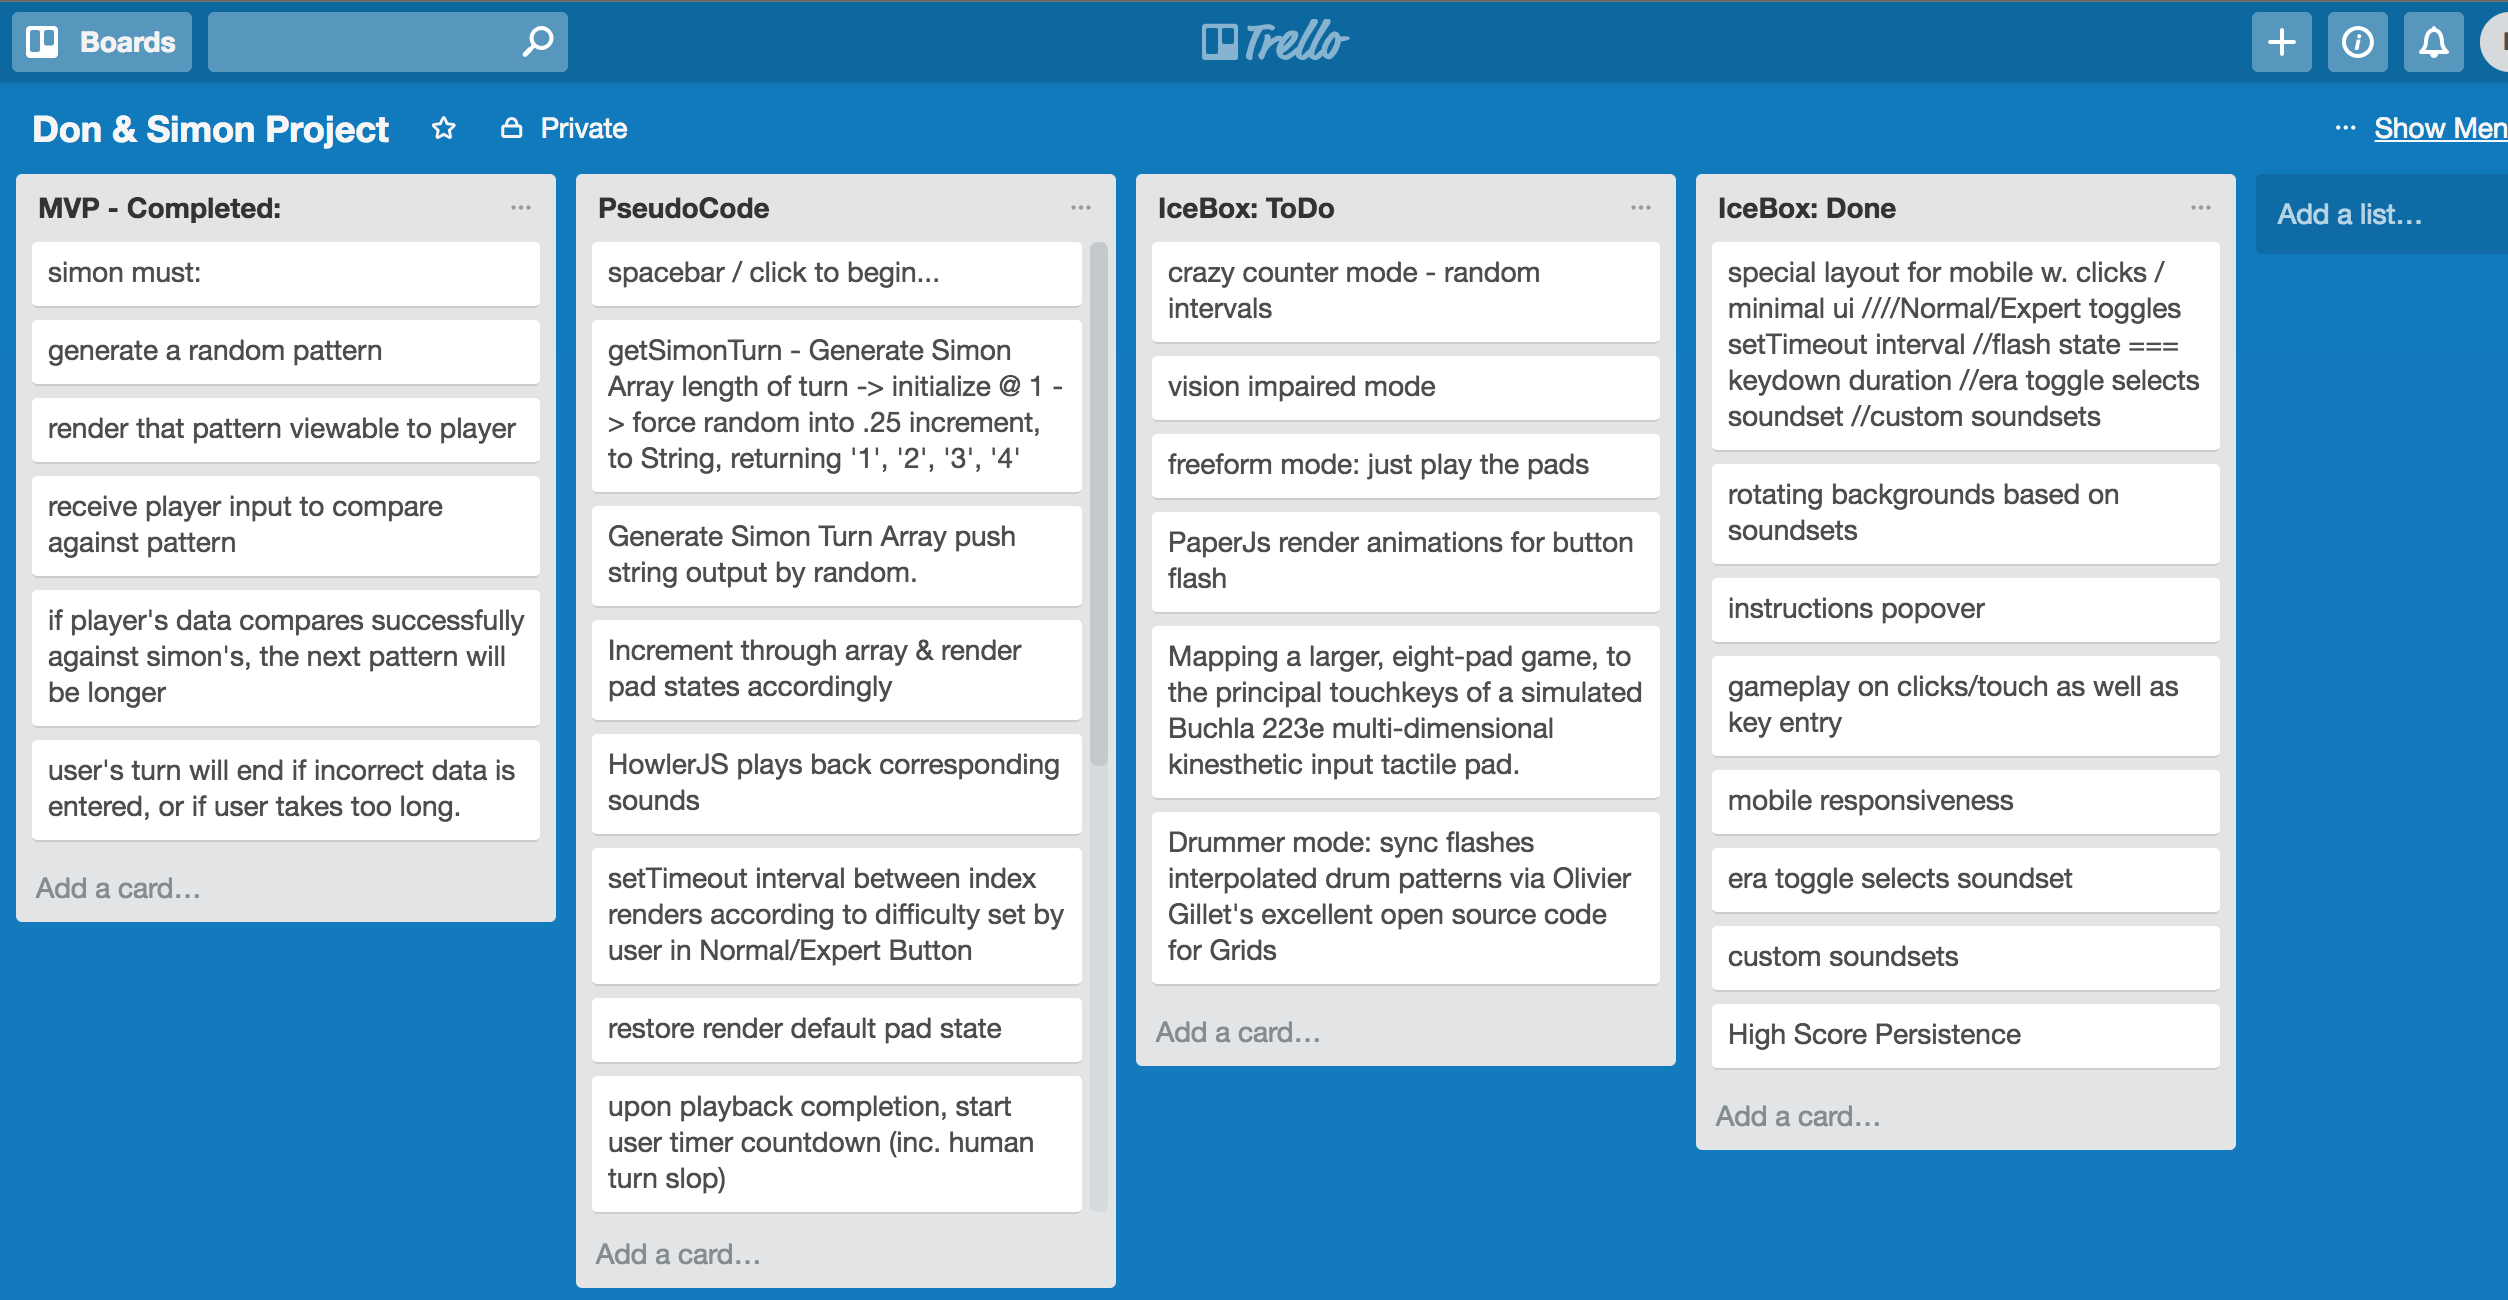 Boards
Trello
Don & Simon Project
Private
Show Men
MVP - Completed:
simon must:
generate a random pattern
render that pattern viewable to player
receive player input to compare
against pattern
if player's data compares successfully
against simon's, the next pattern will
be longer
user's turn will end if incorrect data is
entered, or if user takes too long.
Add a card...
PseudoCode
spacebar / click to begin...
getSimonTurn - Generate Simon
Array length of turn -> initialize @ 1 -
> force random into .25 increment,
to String, returning '1', '2', '3', '4'
Generate Simon Turn Array push
string output by random.
Increment through array & render
pad states accordingly
HowlerJS plays back corresponding
sounds
setTimeout interval between index
renders according to difficulty set by
user in Normal/Expert Button
restore render default pad state
upon playback completion, start
user timer countdown (inc. human
turn slop)
Add a card...
IceBox: ToDo
crazy counter mode - random
intervals
vision impaired mode
freeform mode: just play the pads
PaperJs render animations for button
flash
Mapping a larger, eight-pad game, to
the principal touchkeys of a simulated
Buchla 223e multi-dimensional
kinesthetic input tactile pad.
Drummer mode: sync flashes
interpolated drum patterns via Olivier
Gillet's excellent open source code
for Grids
Add a card...
IceBox: Done
special layout for mobile w. clicks /
minimal ui ////Normal/Expert toggles
setTimeout interval //flash state ===
keydown duration //era toggle selects
soundset //custom soundsets
rotating backgrounds based on
soundsets
instructions popover
gameplay on clicks/touch as well as
key entry
mobile responsiveness
era toggle selects soundset
custom soundsets
High Score Persistence
Add a card...
Add a list...